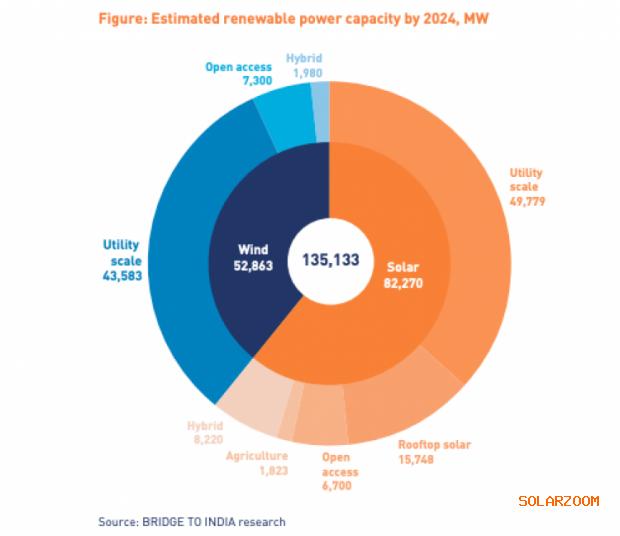 Figure: Estimated renewable power capacity by 2024, MW
Hybrid
1,980
Open access
7,300
Utility
scale
49,779
Utility
scale
43,583
Wind
52,863
135,133
Solar
82,270
Hybrid
8,220
Agriculture
1,823
Open
access
6,700
Rooftop solar
15,748
SOLARZOOM
Source: BRIDGE TO INDIA research